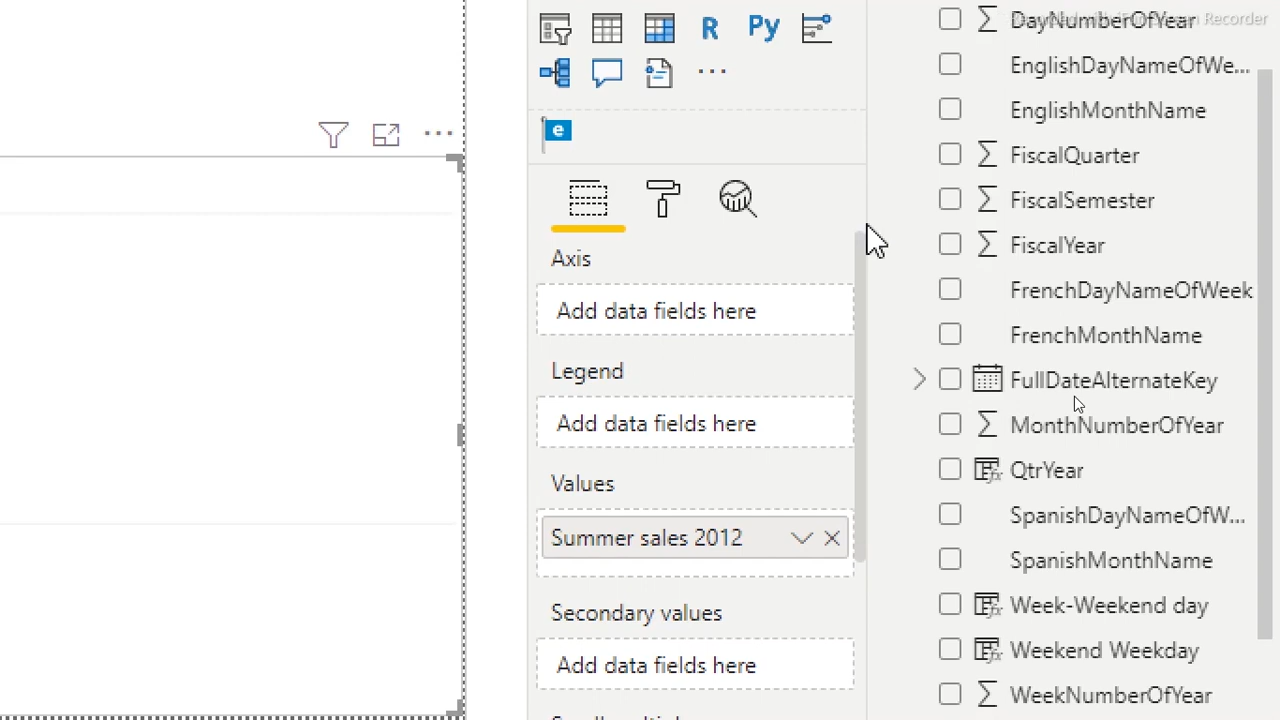 R
Py
e
DayNumberOfYear
EnglishDayNameOfWe...
EnglishMonthName
FiscalQuarter
FiscalSemester
FiscalYear
FrenchDayNameOfWeek
FrenchMonthName
FullDateAlternateKey
MonthNumberOfYear
QtrYear
SpanishDayNameOfW...
SpanishMonthName
Week-Weekend day
Weekend Weekday
WeekNumberOfYear
Axis
Add data fields here
Legend
Add data fields here
Values
Summer sales 2012
Secondary values
Add data fields here